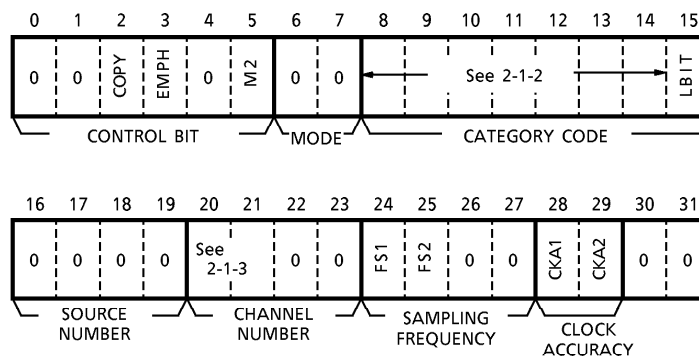 0 1 2 3 4 5 6 7 8 9 10 11 12 13 14 15
0 0 COPY EMPH 0 M2 0 0 See 2-1-2 LBIT
CONTROL BIT MODE CATEGORY CODE
16 17 18 19 20 21 22 23 24 25 26 27 28 29 30 31
0 0 0 0 See 2-1-3 0 0 FS1 FS2 0 0 CKA1 CKA2 0 0
SOURCE NUMBER CHANNEL NUMBER SAMPLING FREQUENCY CLOCK ACCURACY